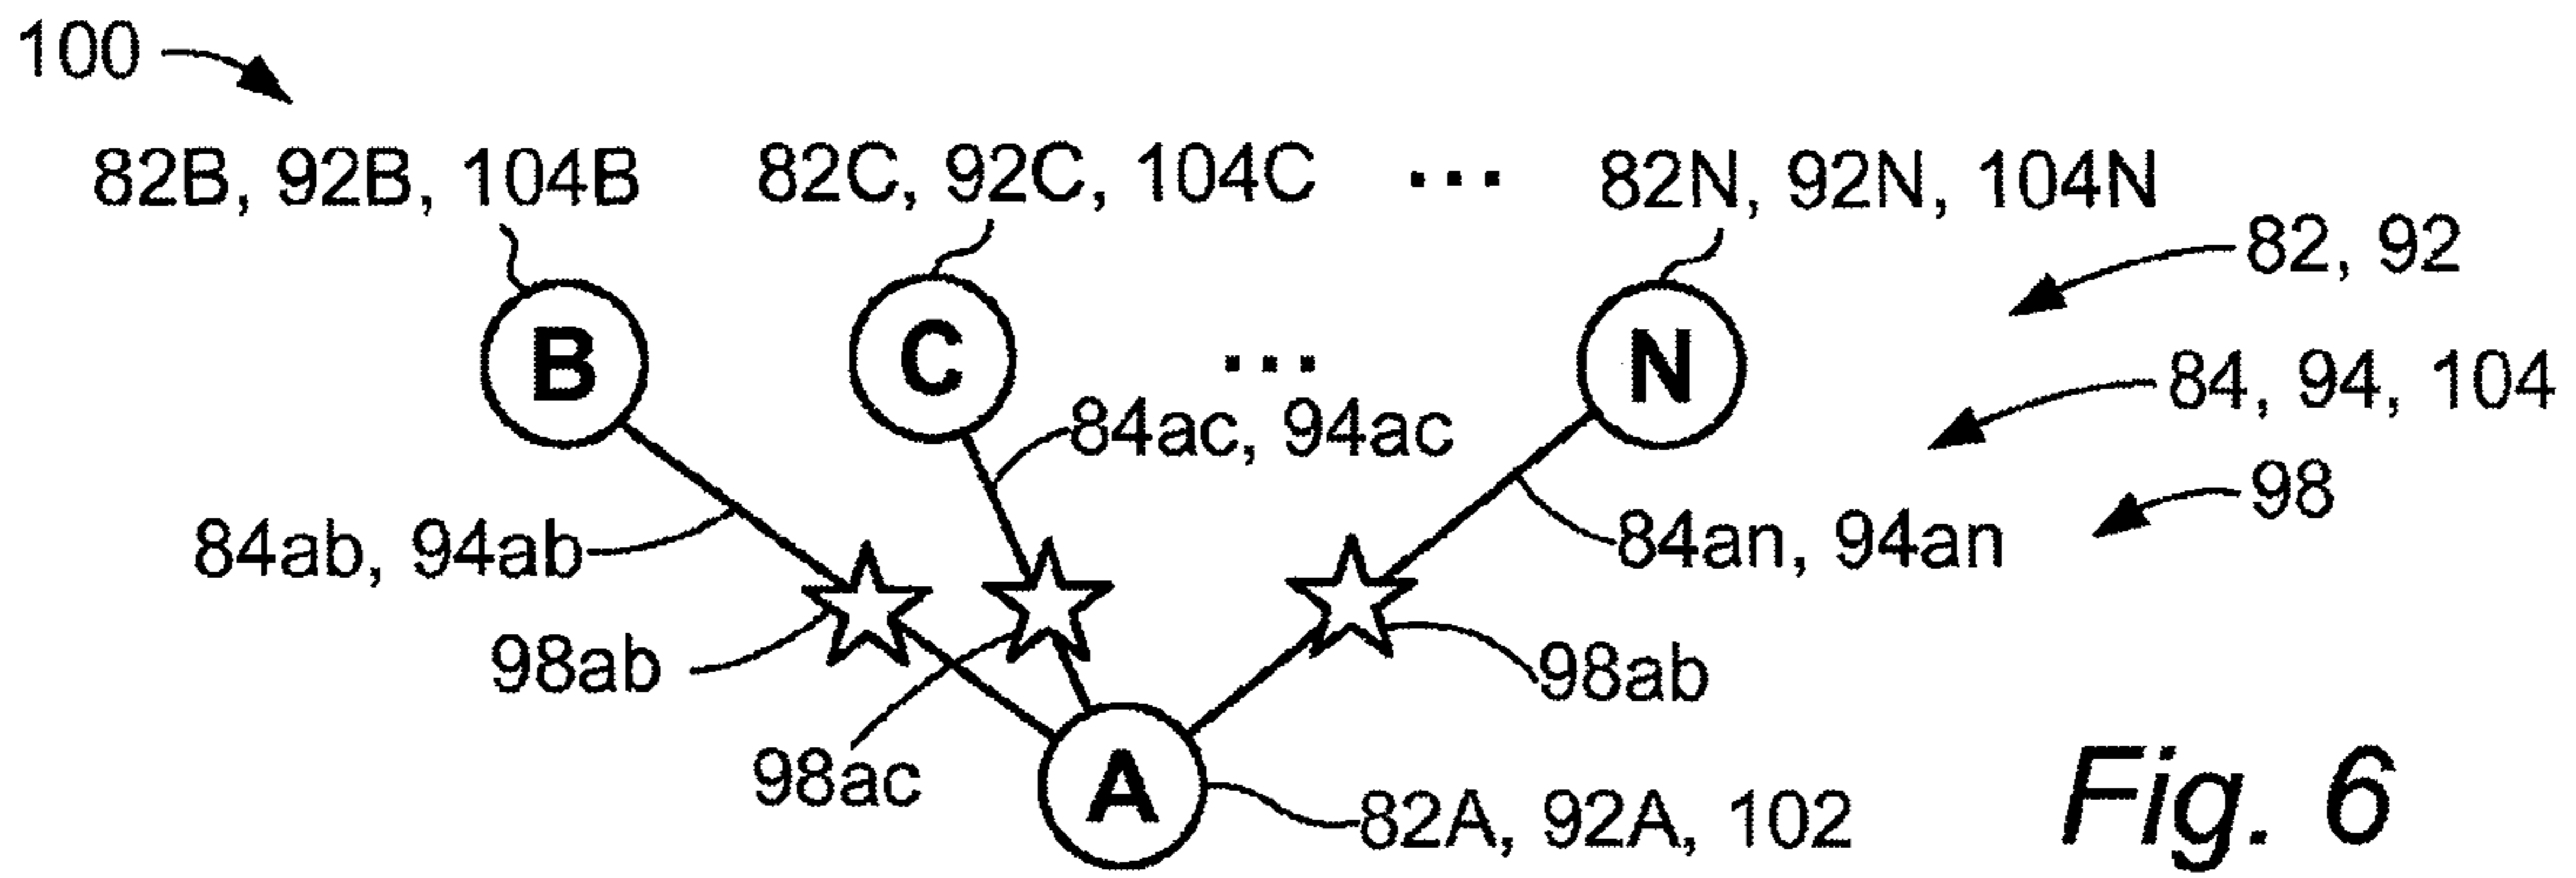 100
82B, 92B, 104B
82C, 92C, 104C
...
82N, 92N, 104N
82, 92
B
C
...
N
84, 94, 104
84ac, 94ac
98
84ab, 94ab
84an, 94an
98ab
98ab
98ac
A
82A, 92A, 102
Fig. 6